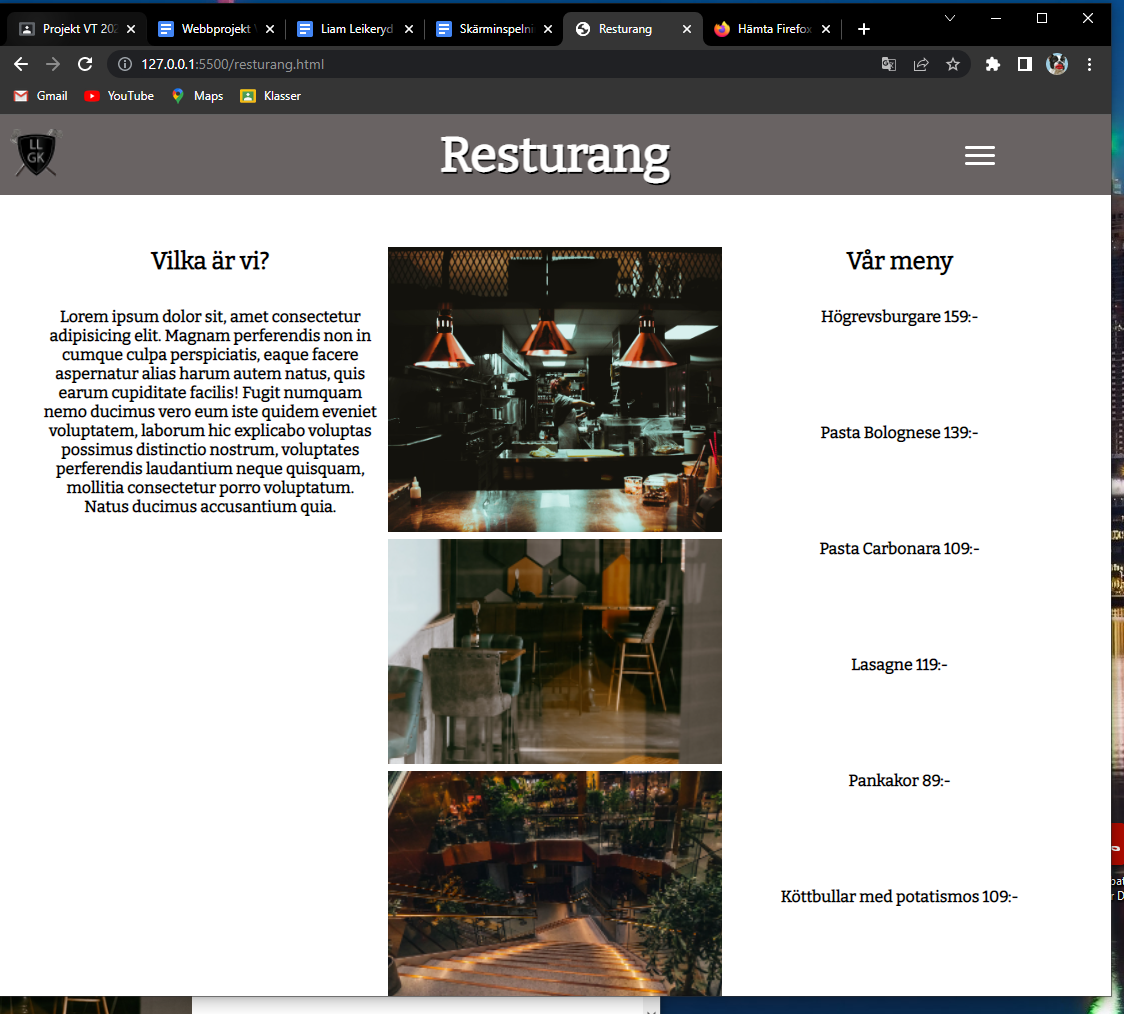 Projekt VT 202
Webbprojekt
Liam Leikeryd
Skärminspelni
Resturang
Hämta Firefox
127.0.0.1:5500/resturang.html
Gmail
YouTube
Maps
Klasser
LL
GK
Resturang
Vilka är vi?
Lorem ipsum dolor sit, amet consectetur
adipisicing elit. Magnam perferendis non in
cumque culpa perspiciatis, eaque facere
aspernatur alias harum autem natus, quis
earum cupiditate facilis! Fugit numquam
nemo ducimus vero eum iste quidem eveniet
voluptatem, laborum hic explicabo voluptas
possimus distinctio nostrum, voluptates
perferendis laudantium neque quisquam,
mollitia consectetur porro voluptatum.
Natus ducimus accusantium quia.
Vår meny
Högrevsburgare 159:-
Pasta Bolognese 139:-
Pasta Carbonara 109:-
Lasagne 119:-
Pankakor 89:-
Köttbullar med potatismos 109:-